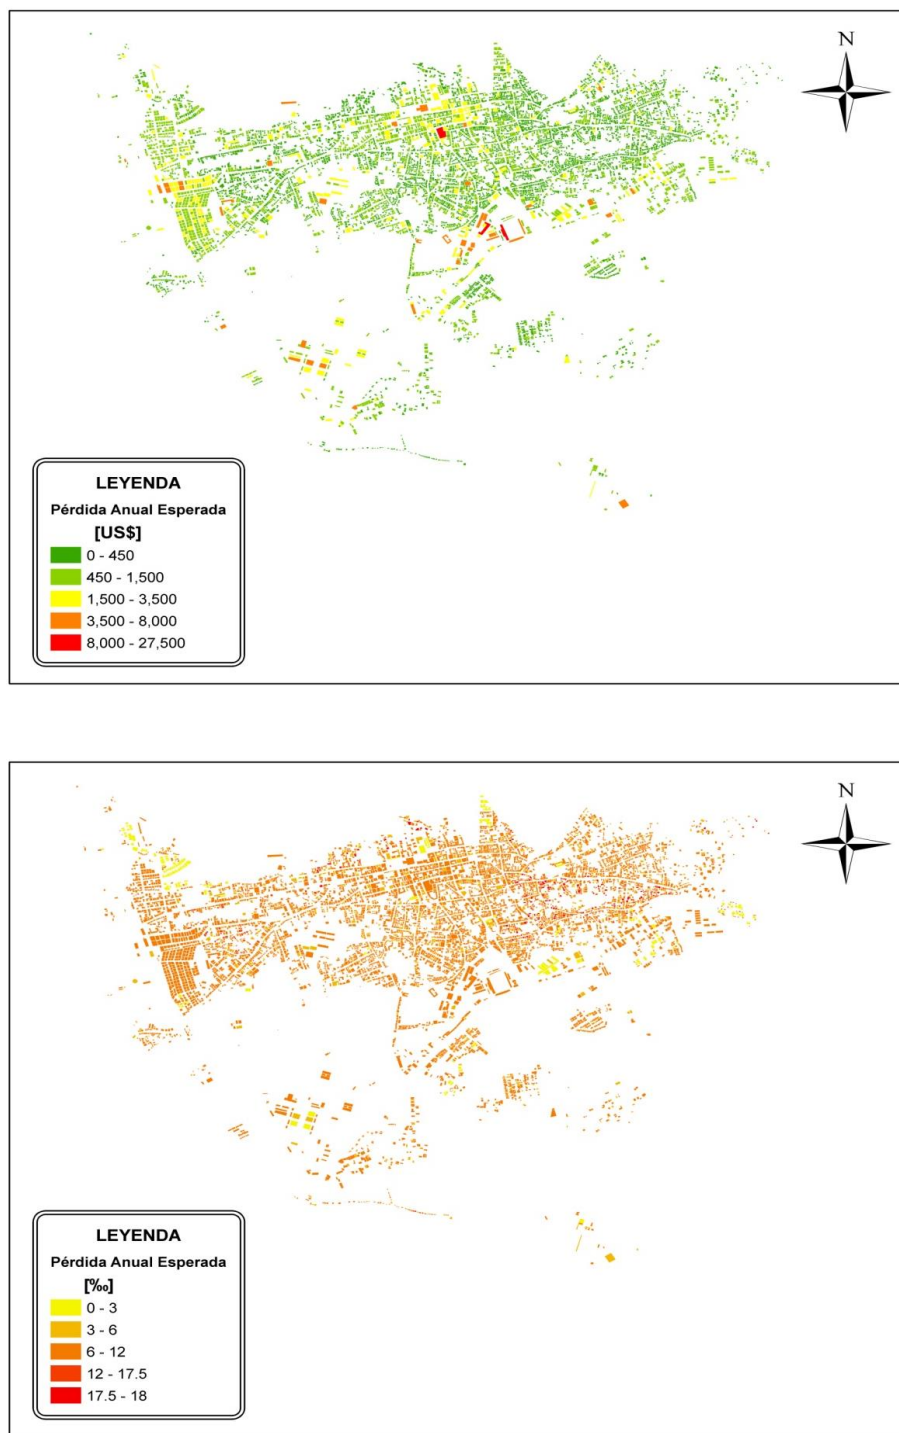 N
LEYENDA
Pérdida Anual Esperada
[US$]
0 - 450
450 - 1,500
1,500 - 3,500
3,500 - 8,000
8,000 - 27,500
N
LEYENDA
Pérdida Anual Esperada
[‰]
0 - 3
3 - 6
6 - 12
12 - 17.5
17.5 - 18